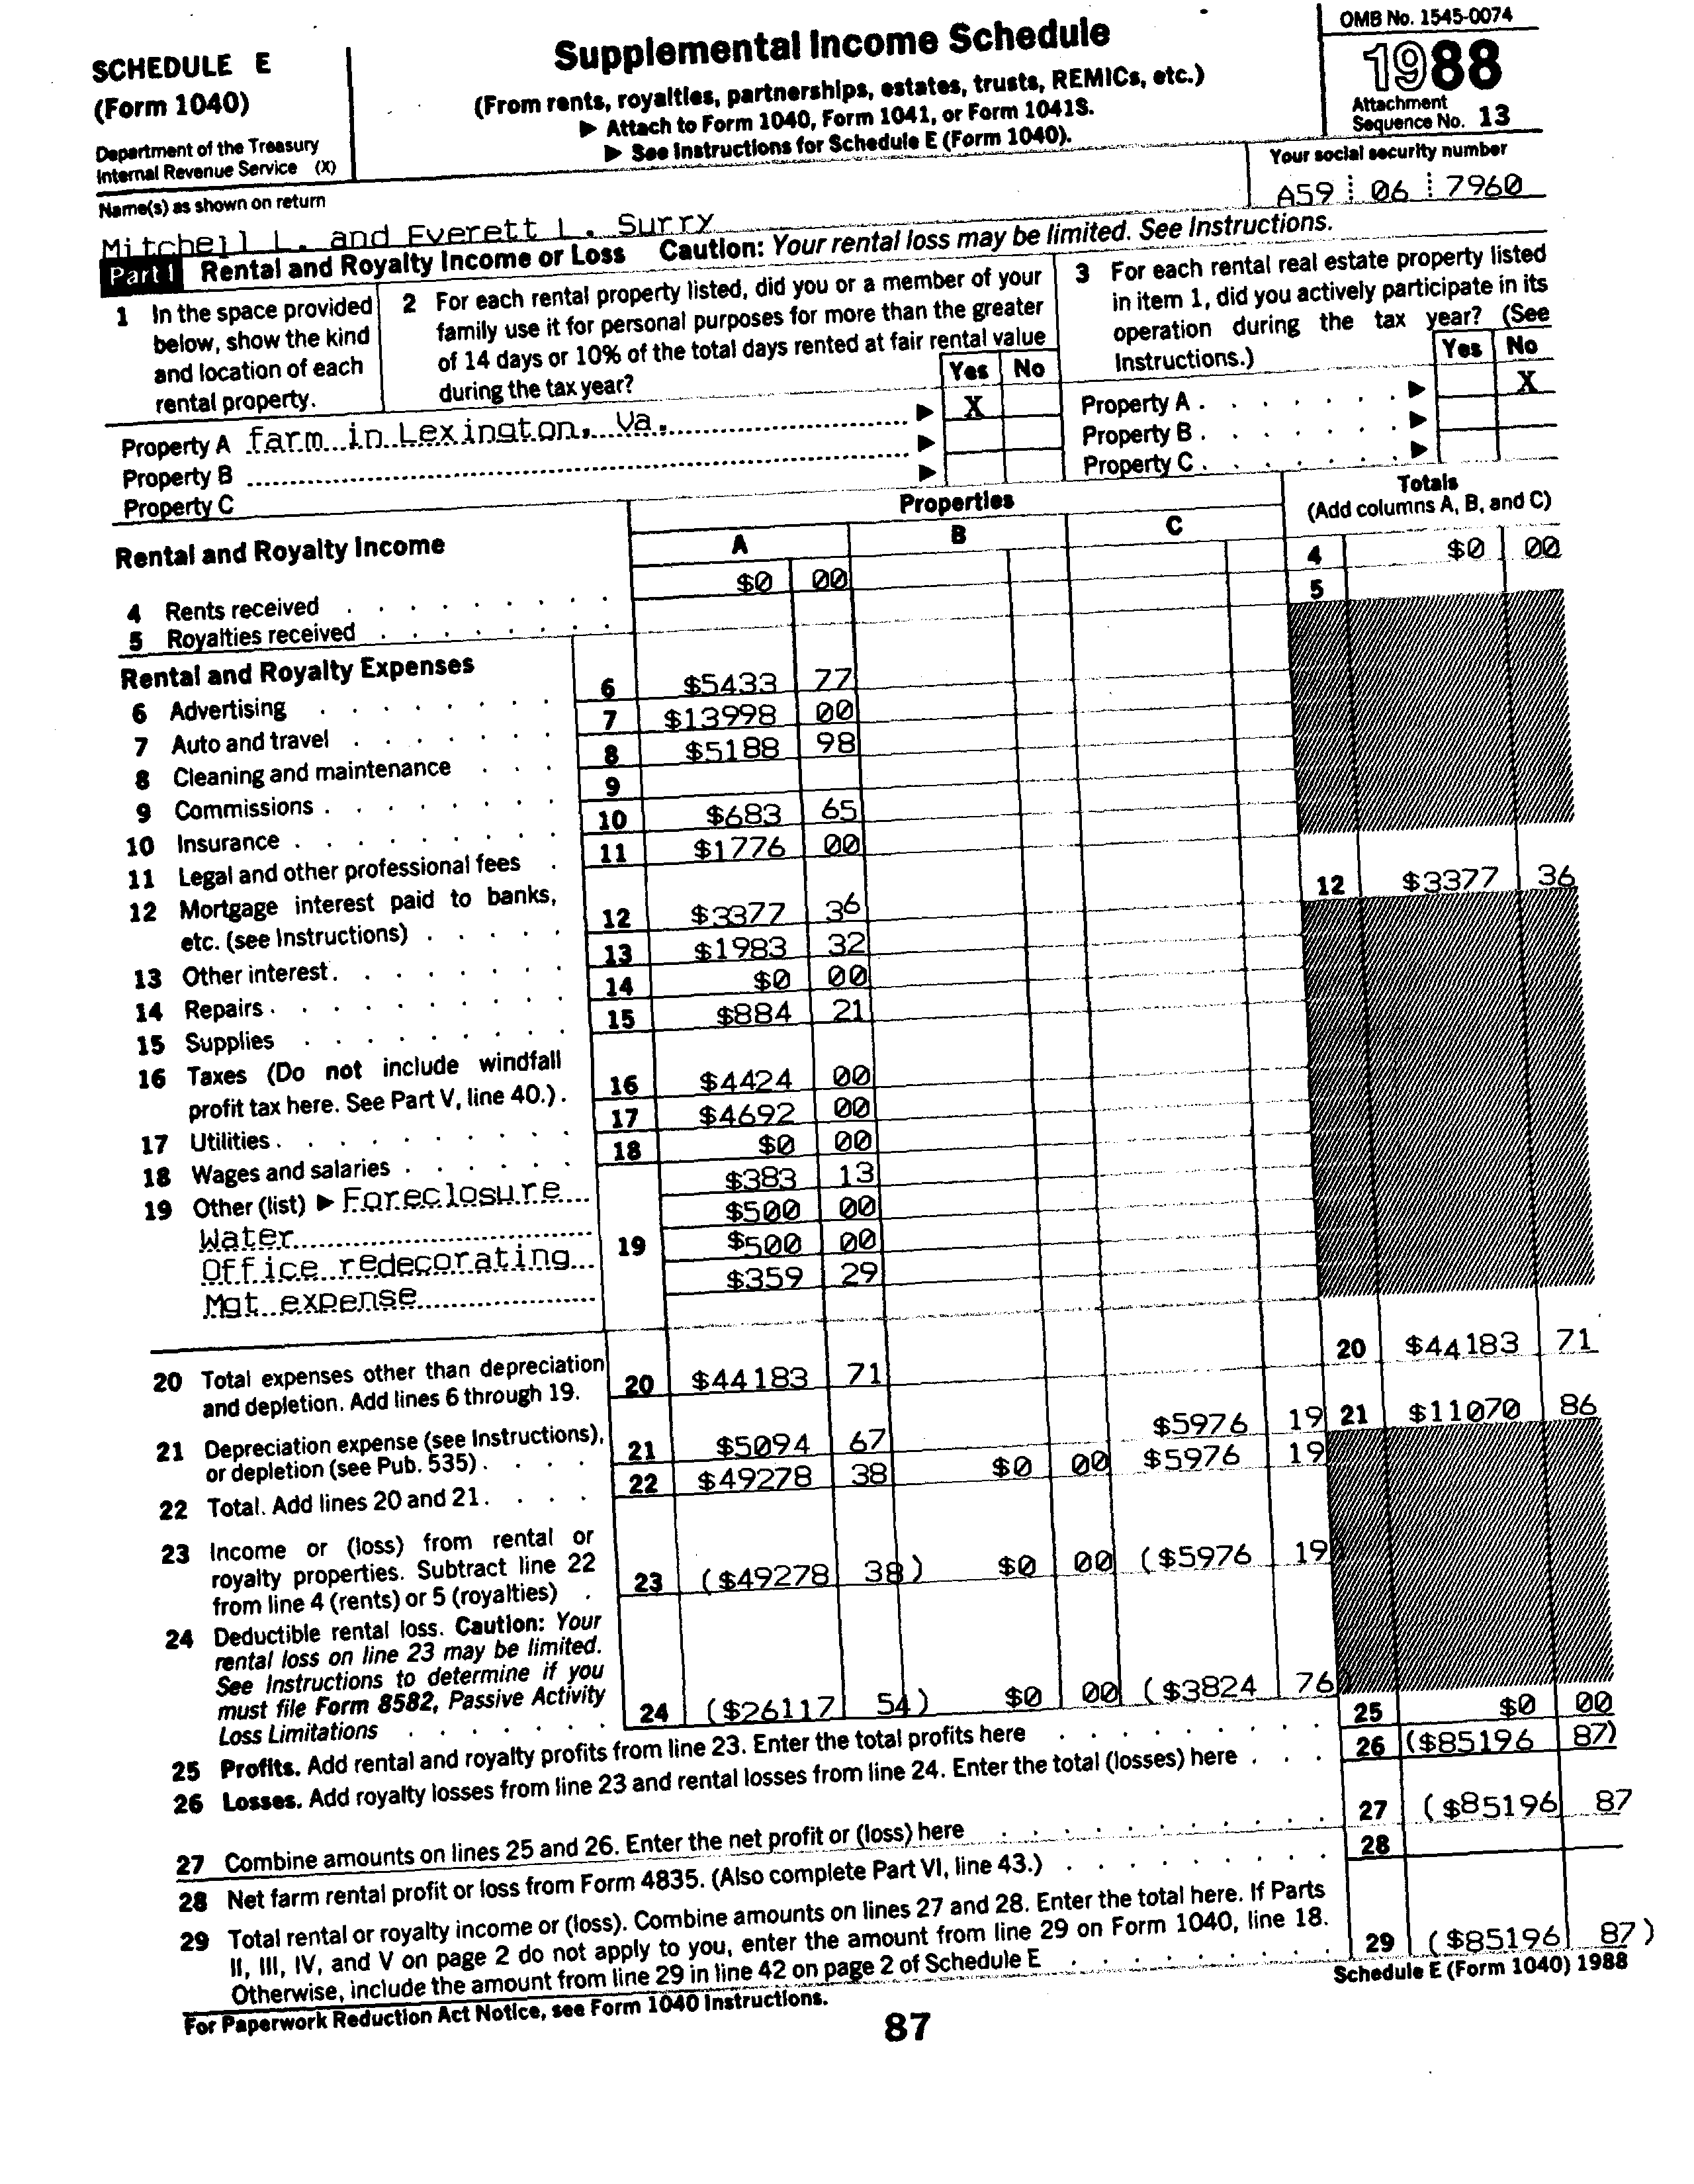 SCHEDULE E
(Form 1040)
Department of the Treasury
Internal Revenue Service (X)
Supplemental Income Schedule
(From rents, royalties, partnerships, estates, trusts, REMICs, etc.)
▶ Attach to Form 1040, Form 1041, or Form 1041S.
▶ See Instructions for Schedule E (Form 1040).
OMB No. 1545-0074
1988
Attachment
Sequence No. 13
Name(s) as shown on return
Mitchell L. and Everett L. Surry
Your social security number
A59 06 7960
Part I Rental and Royalty Income or Loss Caution: Your rental loss may be limited. See Instructions.
1 In the space provided
below, show the kind
and location of each
rental property.
2 For each rental property listed, did you or a member of your
family use it for personal purposes for more than the greater
of 14 days or 10% of the total days rented at fair rental value
during the tax year?
Yes No
3 For each rental real estate property listed
in item 1, did you actively participate in its
operation during the tax year? (See
Instructions.)
Yes No
Property A farm in Lexington, Va. ▶ X Property A ▶ X
Property B ▶ Property B ▶
Property C ▶ Property C ▶
Rental and Royalty Income
Properties
A B C
Totals
(Add columns A, B, and C)
4 Rents received $0 00 4 $0 00
5 Royalties received 5
Rental and Royalty Expenses
6 Advertising 6 $5433 77
7 Auto and travel 7 $13998 00
8 Cleaning and maintenance 8 $5188 98
9 Commissions 9
10 Insurance 10 $683 65
11 Legal and other professional fees 11 $1776 00
12 Mortgage interest paid to banks,
etc. (see Instructions) 12 $3377 36 12 $3377 36
13 Other interest 13 $1983 32
14 Repairs 14 $0 00
15 Supplies 15 $884 21
16 Taxes (Do not include windfall
profit tax here. See Part V, line 40.) 16 $4424 00
17 Utilities 17 $4692 00
18 Wages and salaries 18 $0 00
19 Other (list) ▶ Foreclosure $383 13
Water $500 00
Office redecorating 19 $500 00
Mgt expense $359 29
20 Total expenses other than depreciation
and depletion. Add lines 6 through 19. 20 $44183 71 20 $44183 71
21 Depreciation expense (see Instructions),
or depletion (see Pub. 535) 21 $5094 67 $5976 19 21 $11070 86
22 Total. Add lines 20 and 21 22 $49278 38 $0 00 $5976 19
23 Income or (loss) from rental or
royalty properties. Subtract line 22
from line 4 (rents) or 5 (royalties) 23 ($49278 38) $0 00 ($5976 19)
24 Deductible rental loss. Caution: Your
rental loss on line 23 may be limited.
See Instructions to determine if you
must file Form 8582, Passive Activity
Loss Limitations 24 ($26117 54) $0 00 ($3824 76)
25 Profits. Add rental and royalty profits from line 23. Enter the total profits here 25 $0 00
26 Losses. Add royalty losses from line 23 and rental losses from line 24. Enter the total (losses) here 26 ($85196 87)
27 Combine amounts on lines 25 and 26. Enter the net profit or (loss) here 27 ($85196 87
28 Net farm rental profit or loss from Form 4835. (Also complete Part VI, line 43.) 28
29 Total rental or royalty income or (loss). Combine amounts on lines 27 and 28. Enter the total here. If Parts
II, III, IV, and V on page 2 do not apply to you, enter the amount from line 29 on Form 1040, line 18.
Otherwise, include the amount from line 29 in line 42 on page 2 of Schedule E 29 ($85196 87)
For Paperwork Reduction Act Notice, see Form 1040 Instructions.
Schedule E (Form 1040) 1988
87